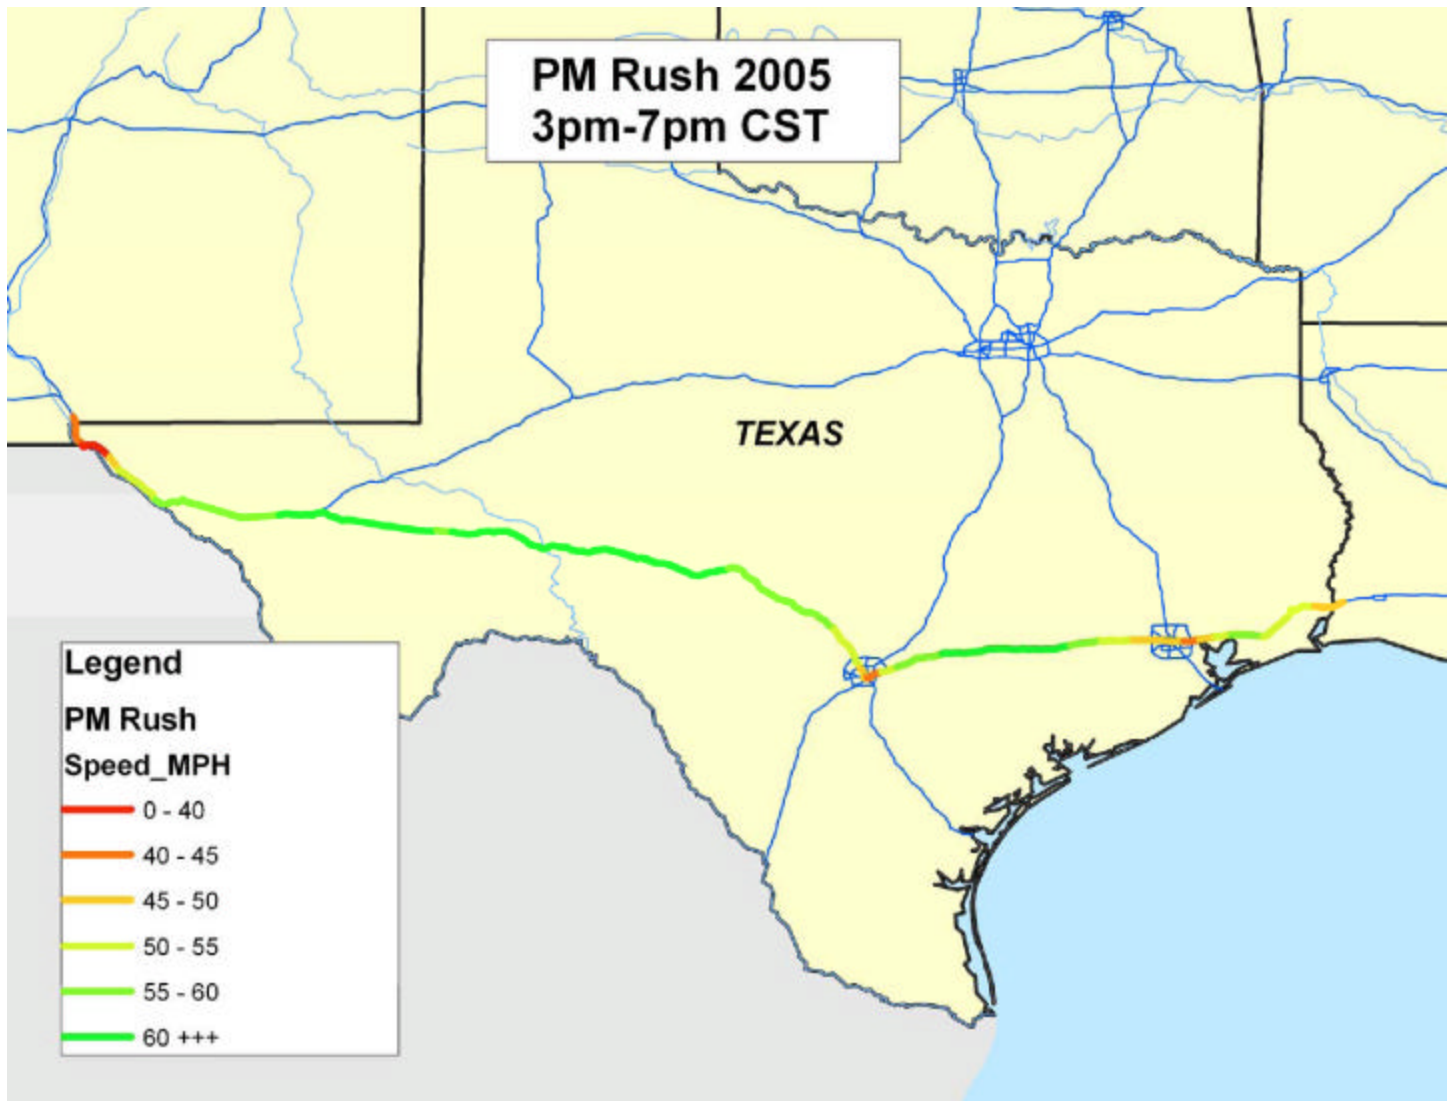 PM Rush 2005
3pm-7pm CST
TEXAS
Legend
PM Rush
Speed_MPH
0 - 40
40 - 45
45 - 50
50 - 55
55 - 60
60 +++